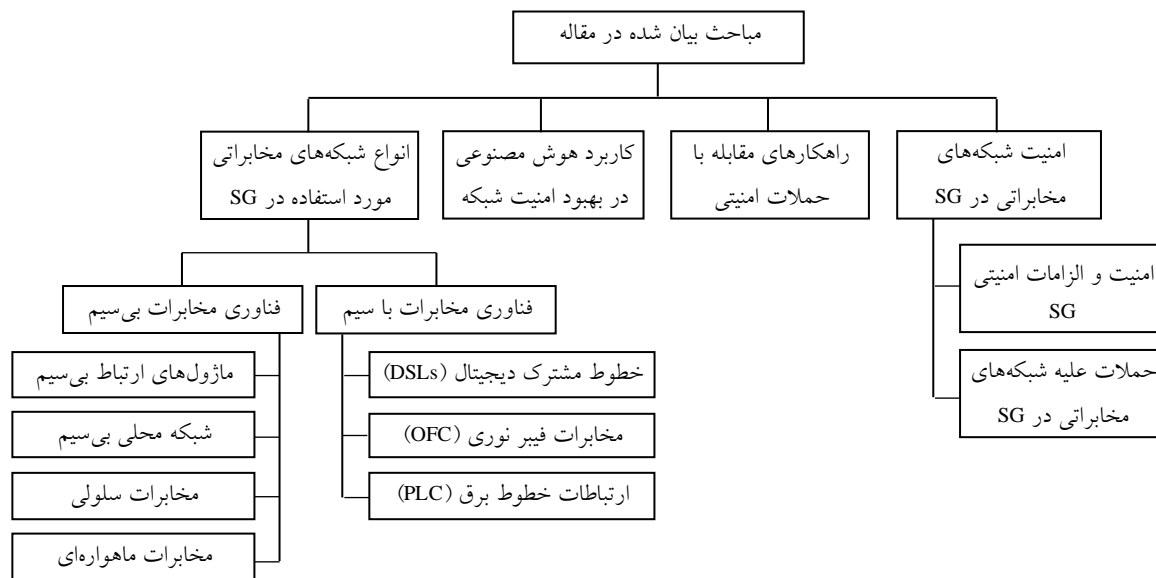 مباحث بیان شده در مقاله
امنیت شبکه‌های
مخابراتی در SG
راهکارهای مقابله با
حملات امنیتی
کاربرد هوش مصنوعی
در بهبود امنیت شبکه
انواع شبکه‌های مخابراتی
مورد استفاده در SG
امنیت و الزامات امنیتی
SG
حملات علیه شبکه‌های
مخابراتی در SG
فناوری مخابرات با سیم
خطوط مشترک دیجیتال (DSLs)
مخابرات فیبر نوری (OFC)
ارتباطات خطوط برق (PLC)
فناوری مخابرات بی‌سیم
ماژول‌های ارتباط بی‌سیم
شبکه محلی بی‌سیم
مخابرات سلولی
مخابرات ماهواره‌ای